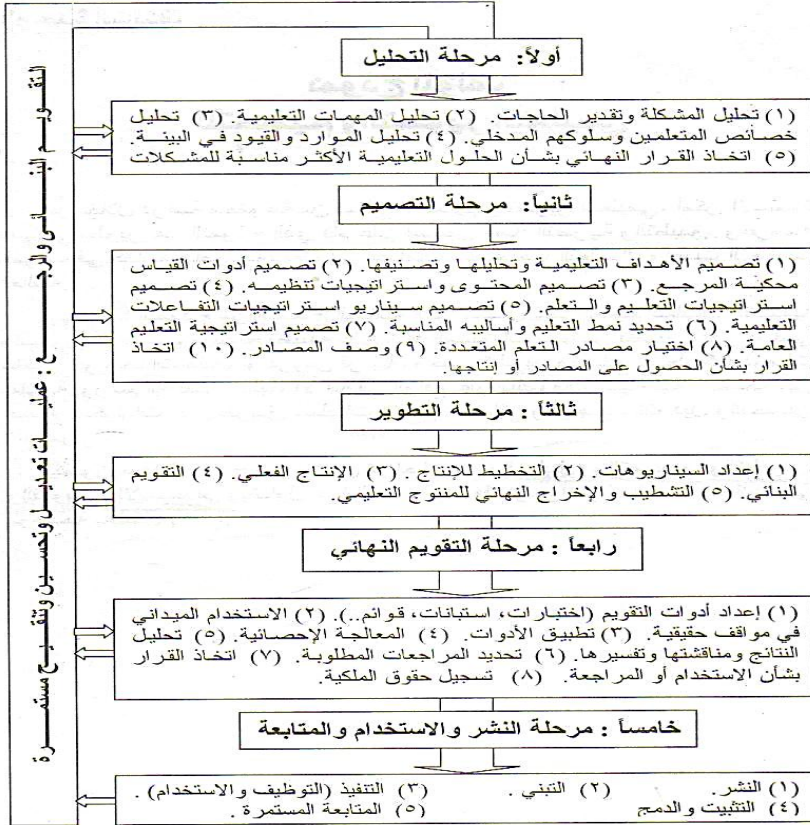 أولاً: مرحلة التحليل
(١) تحليل المشكلة وتقدير الحاجات. (٢) تحليل المهمات التعليمية. (٣) تحليل
خصائص المتعلمين وسلوكهم المدخلي. (٤) تحليل الموارد والقيود في البيئة.
(٥) اتخاذ القرار النهائي بشأن الحلول التعليمية الأكثر مناسبة للمشكلات
ثانياً: مرحلة التصميم
(١) تصميم الأهداف التعليمية وتحليلها وتصنيفها. (٢) تصميم أدوات القياس
محكية المرجع. (٣) تصميم المحتوى واستراتيجيات تنظيمه. (٤) تصميم
استراتيجيات التعليم والتعلم. (٥) تصميم سيناريو استراتيجيات التفاعلات
التعليمية. (٦) تحديد نمط التعليم وأساليبه المناسبة. (٧) تصميم استراتيجية التعليم
العامة. (٨) اختيار مصادر التعلم المتعددة. (٩) وصف المصادر. (١٠) اتخاذ
القرار بشأن الحصول على المصادر أو إنتاجها.
ثالثاً: مرحلة التطوير
(١) إعداد السيناريوهات. (٢) التخطيط للإنتاج. (٣) الإنتاج الفعلي. (٤) التقويم
البنائي. (٥) التشطيب والإخراج النهائي للمنتوج التعليمي.
رابعاً: مرحلة التقويم النهائي
(١) إعداد أدوات التقويم (اختبارات، استبانات، قوائم..). (٢) الاستخدام الميداني
في مواقف حقيقية. (٣) تطبيق الأدوات. (٤) المعالجة الإحصائية. (٥) تحليل
النتائج ومناقشتها وتفسيرها. (٦) تحديد المراجعات المطلوبة. (٧) اتخاذ القرار
بشأن الاستخدام أو المراجعة. (٨) تسجيل حقوق الملكية.
خامساً: مرحلة النشر والاستخدام والمتابعة
(١) النشر. (٢) التبني. (٣) التنفيذ (التوظيف والاستخدام).
(٤) التثبيت والدمج (٥) المتابعة المستمرة.
التقويم البنائي والرجع: عمليات تعديل وتحسين وتنقيح مستمرة